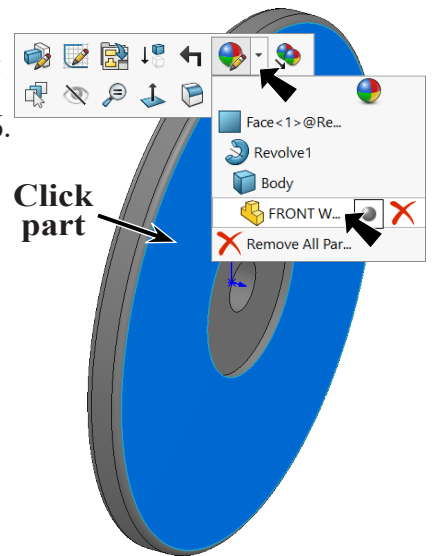 .
Face<1>@Re...
Revolve1
Body
FRONT W...
Remove All Par...
Click
part